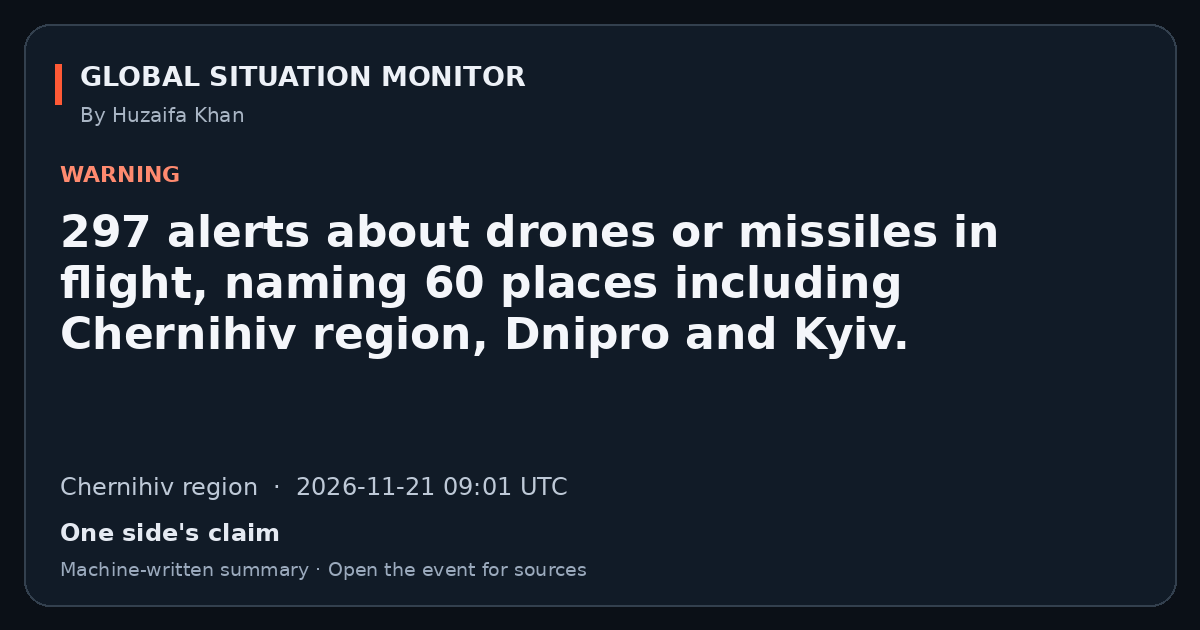 GLOBAL SITUATION MONITOR
By Huzaifa Khan
WARNING
297 alerts about drones or missiles in
flight, naming 60 places including
Chernihiv region, Dnipro and Kyiv.
Chernihiv region · 2026-11-21 09:01 UTC
One side's claim
Machine-written summary · Open the event for sources